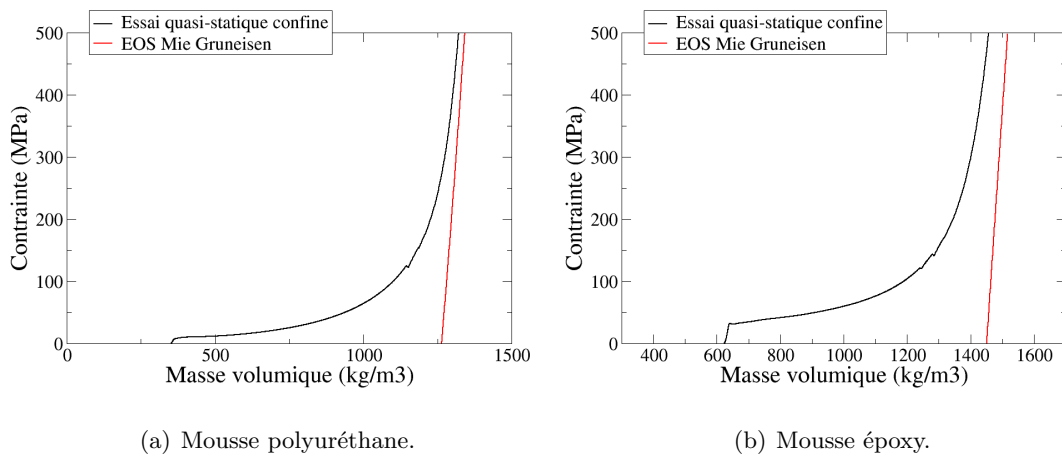 Essai quasi-statique confine
EOS Mie Gruneisen
500
400
300
200
100
0
Contrainte (MPa)
0 500 1000 1500
Masse volumique (kg/m3)
(a) Mousse polyuréthane.
Essai quasi-statique confine
EOS Mie Gruneisen
500
400
300
200
100
0
Contrainte (MPa)
400 600 800 1000 1200 1400 1600
Masse volumique (kg/m3)
(b) Mousse époxy.